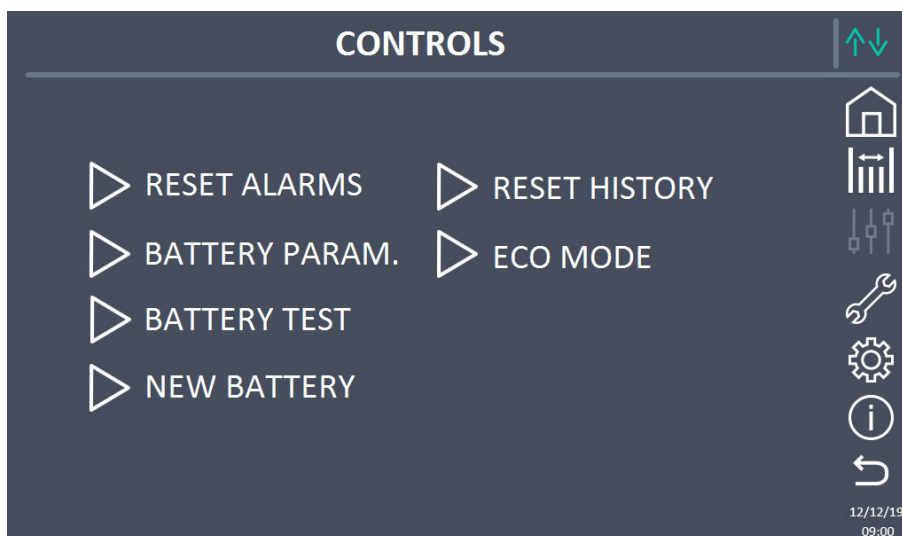 CONTROLS
RESET ALARMS
BATTERY PARAM.
BATTERY TEST
NEW BATTERY
RESET HISTORY
ECO MODE
12/12/19
09:00